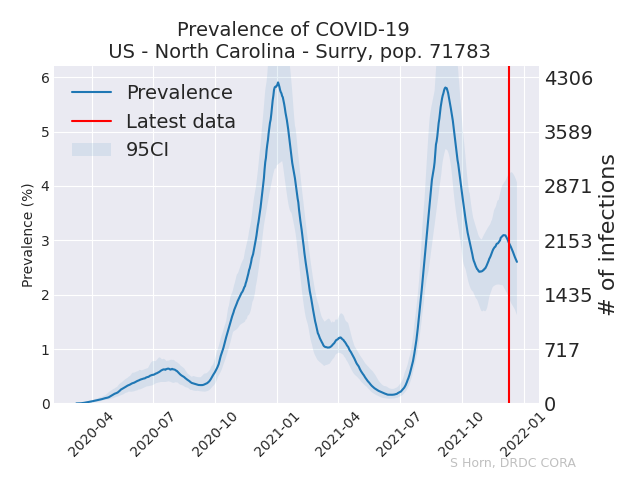 Prevalence of COVID-19
US - North Carolina - Surry, pop. 71783
Prevalence
Latest data
95CI
Prevalence (%)
6
5
4
3
2
1
0
4306
3589
2871
2153
1435
717
0
# of infections
2020-04
2020-07
2020-10
2021-01
2021-04
2021-07
2021-10
2022-01
S Horn, DRDC CORA